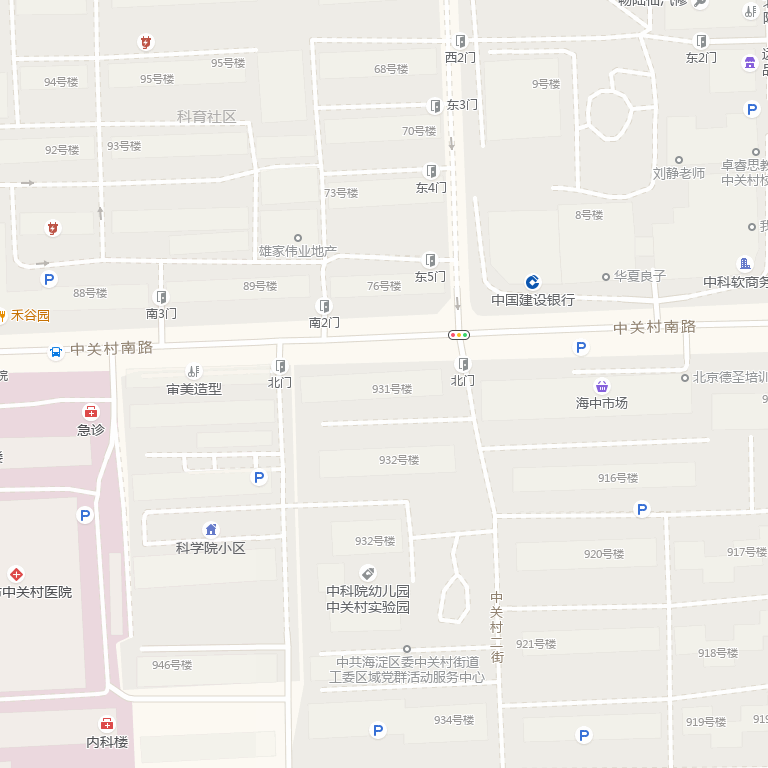 物陆仙汽修
西2门
东2门
95号楼
94号楼
95号楼
68号楼
9号楼
东3门
科育社区
70号楼
93号楼
92号楼
刘静老师
卓睿思教
中关村校
东4门
73号楼
8号楼
雄家伟业地产
我
东5门
华夏良子
中科软商务
88号楼
89号楼
76号楼
中国建设银行
禾谷园
南3门
南2门
中关村南路
中关村南路
P
P
P
院
北门
北门
审美造型
931号楼
海中市场
北京德圣培训
急诊
932号楼
916号楼
P
P
P
科学院小区
932号楼
920号楼
917号楼
市中关村医院
中科院幼儿园
中关村实验园
中关村二街
921号楼
918号楼
946号楼
中共海淀区委中关村街道
工委区域党群活动服务中心
内科楼
934号楼
919号楼
919
P
P